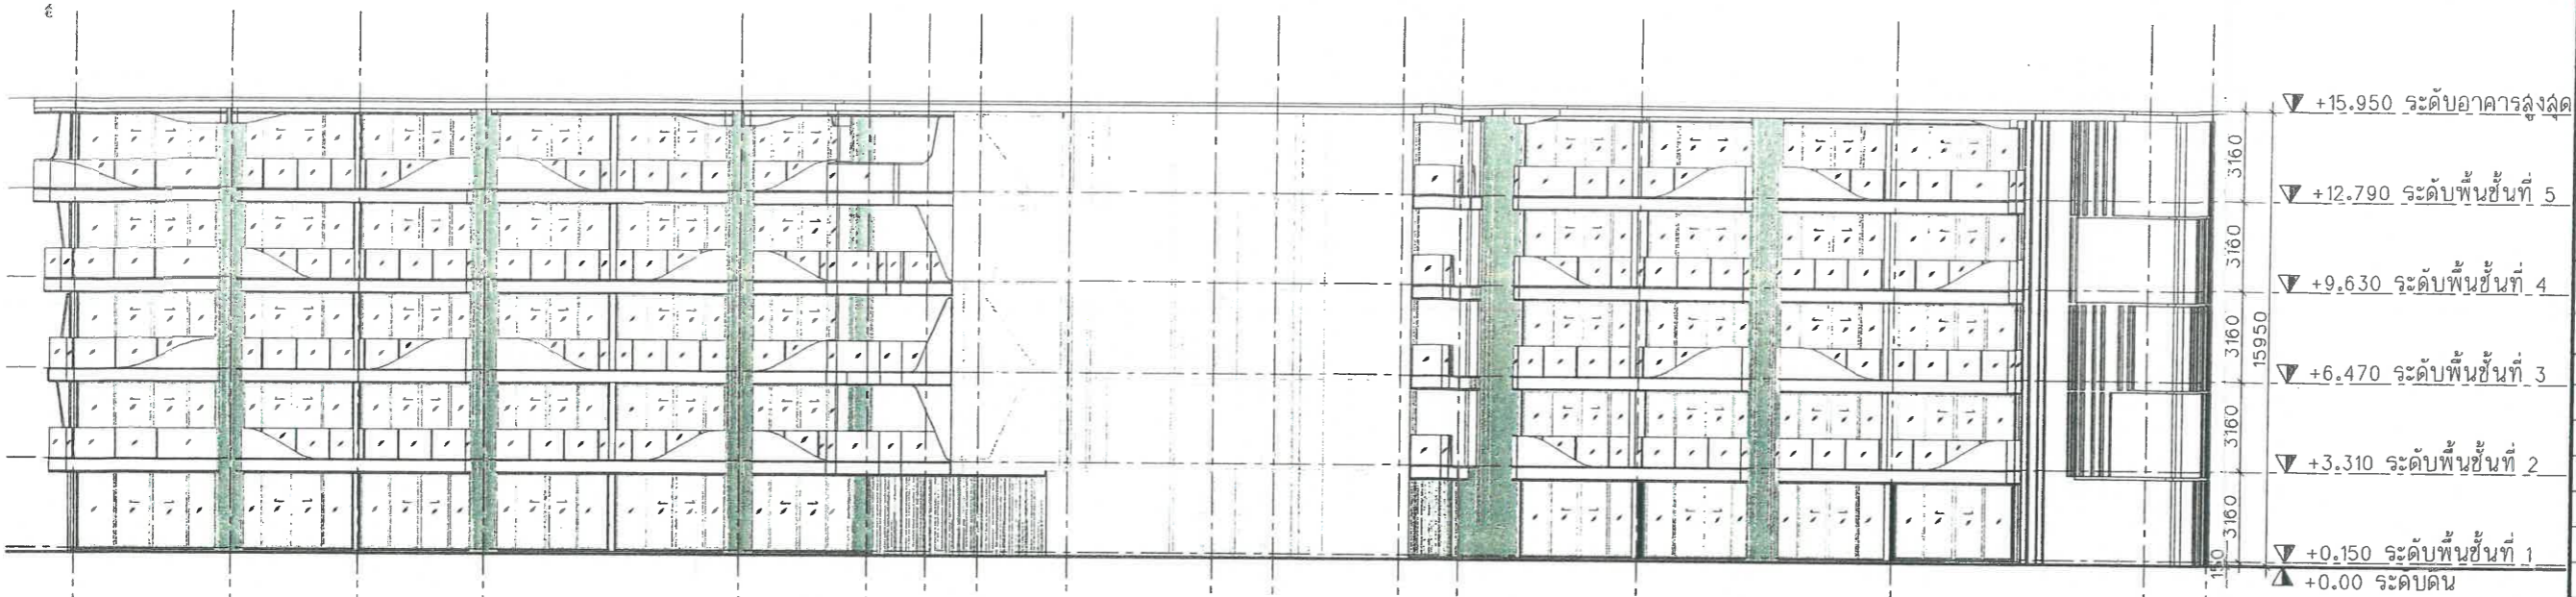 +15.950 ระดับอาคารสูงสุด
3160
+12.790 ระดับพื้นชั้นที่ 5
3160
+9.630 ระดับพื้นชั้นที่ 4
3160
15950
+6.470 ระดับพื้นชั้นที่ 3
3160
+3.310 ระดับพื้นชั้นที่ 2
3160
+0.150 ระดับพื้นชั้นที่ 1
150
+0.00 ระดับดิน